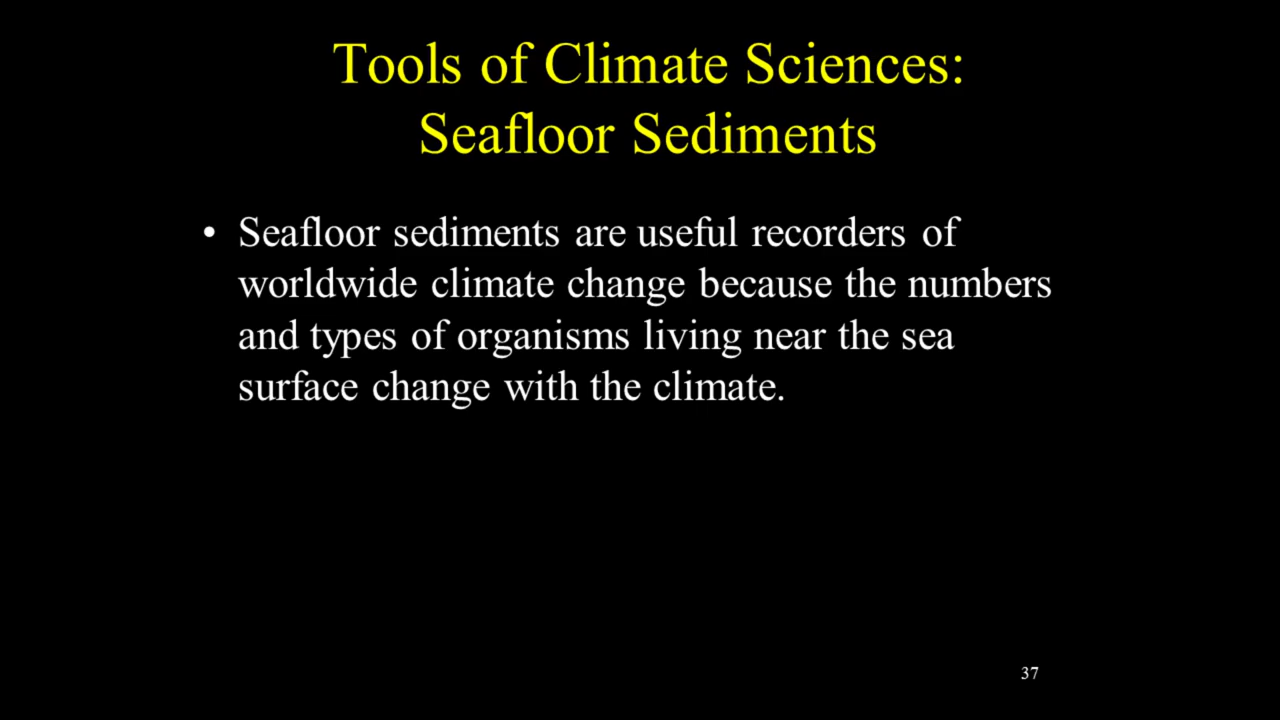 Tools of Climate Sciences:
Seafloor Sediments
• Seafloor sediments are useful recorders of
worldwide climate change because the numbers
and types of organisms living near the sea
surface change with the climate.
37